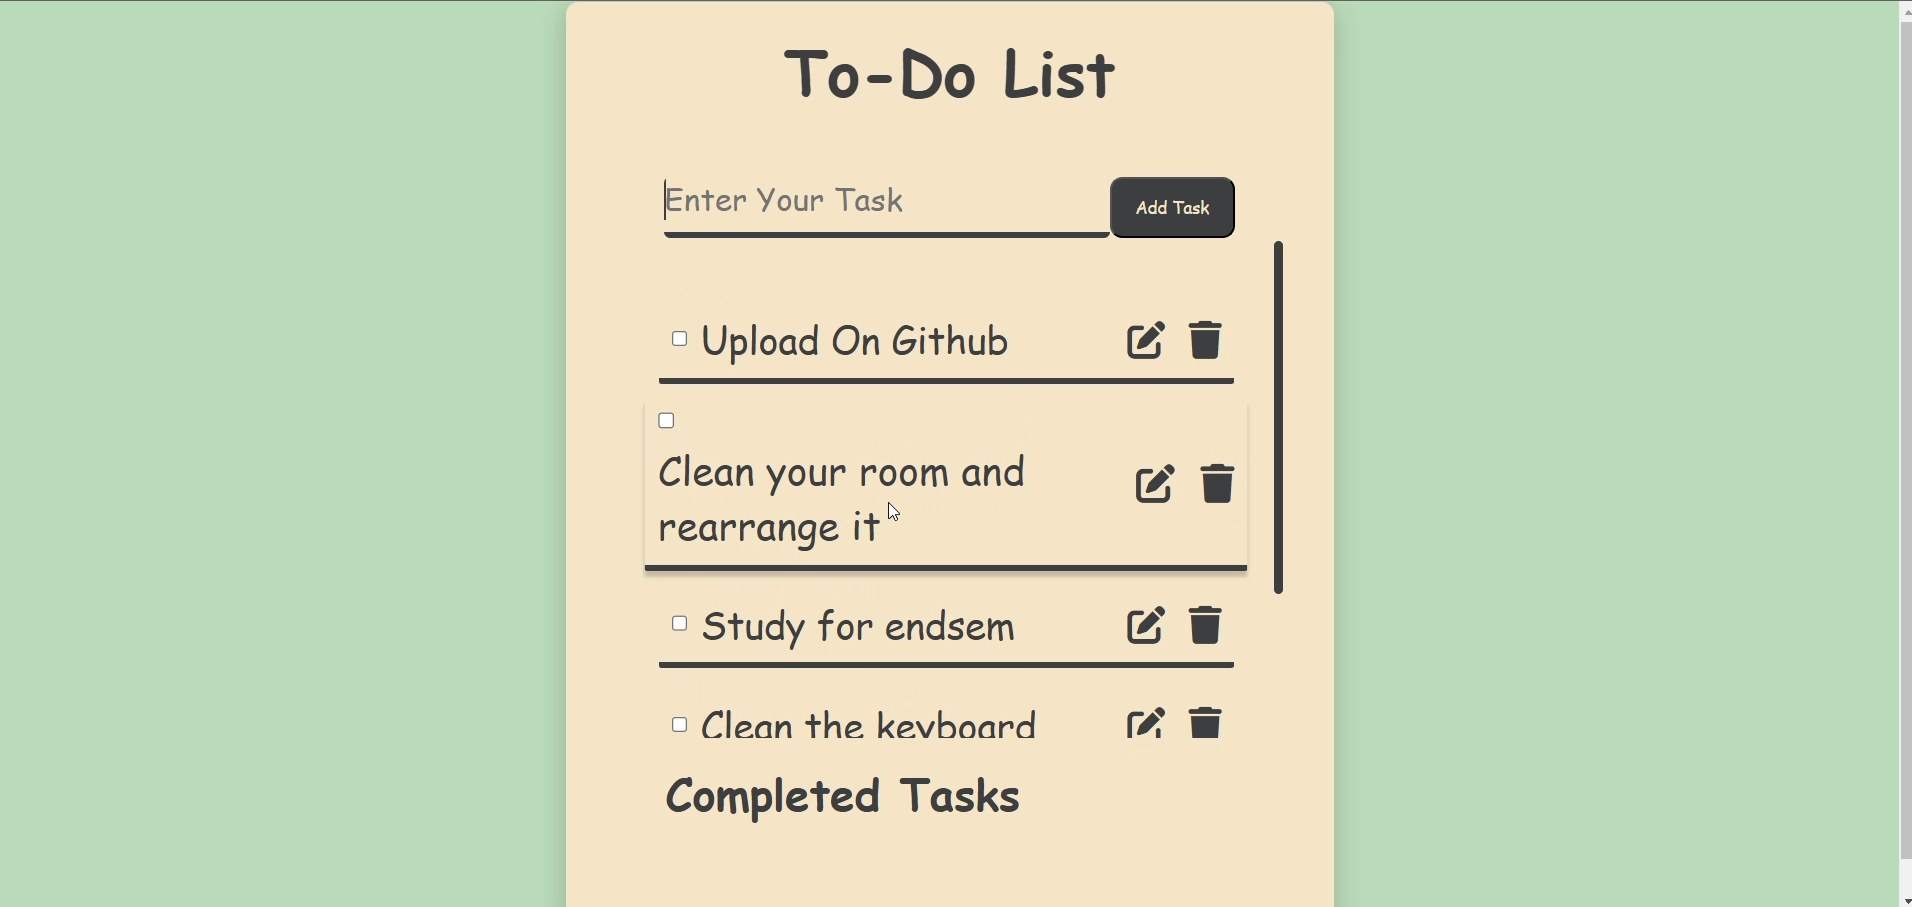 To-Do List
Enter Your Task
Add Task
Upload On Github
Clean your room and
rearrange it
Study for endsem
Clean the keyboard
Completed Tasks